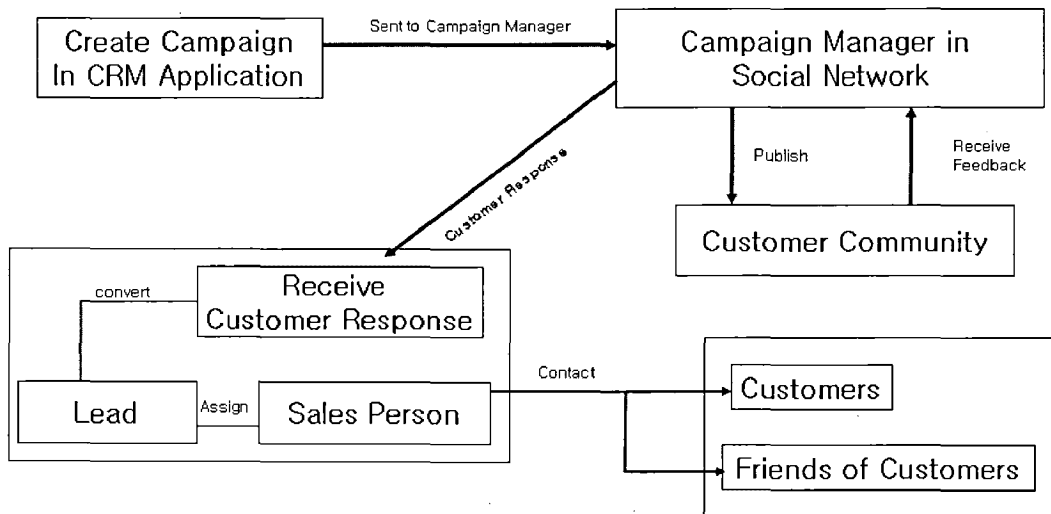 Create Campaign
In CRM Application
Sent to Campaign Manager
Campaign Manager in
Social Network
Publish
Receive
Feedback
Customer Response
Customer Community
Receive
Customer Response
convert
Lead
Assign
Sales Person
Contact
Customers
Friends of Customers